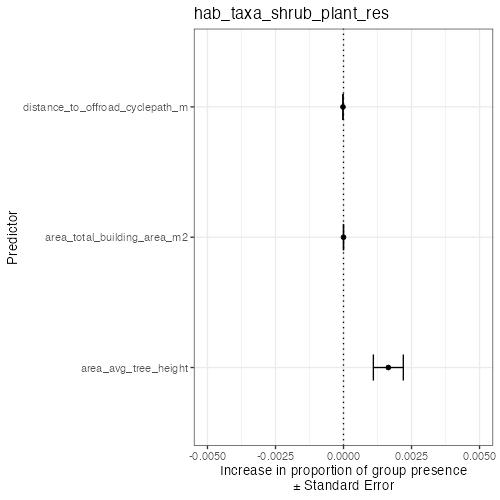 hab_taxa_shrub_plant_res
Predictor
distance_to_offroad_cyclepath_m
area_total_building_area_m2
area_avg_tree_height
-0.0050 -0.0025 0.0000 0.0025 0.0050
Increase in proportion of group presence
± Standard Error